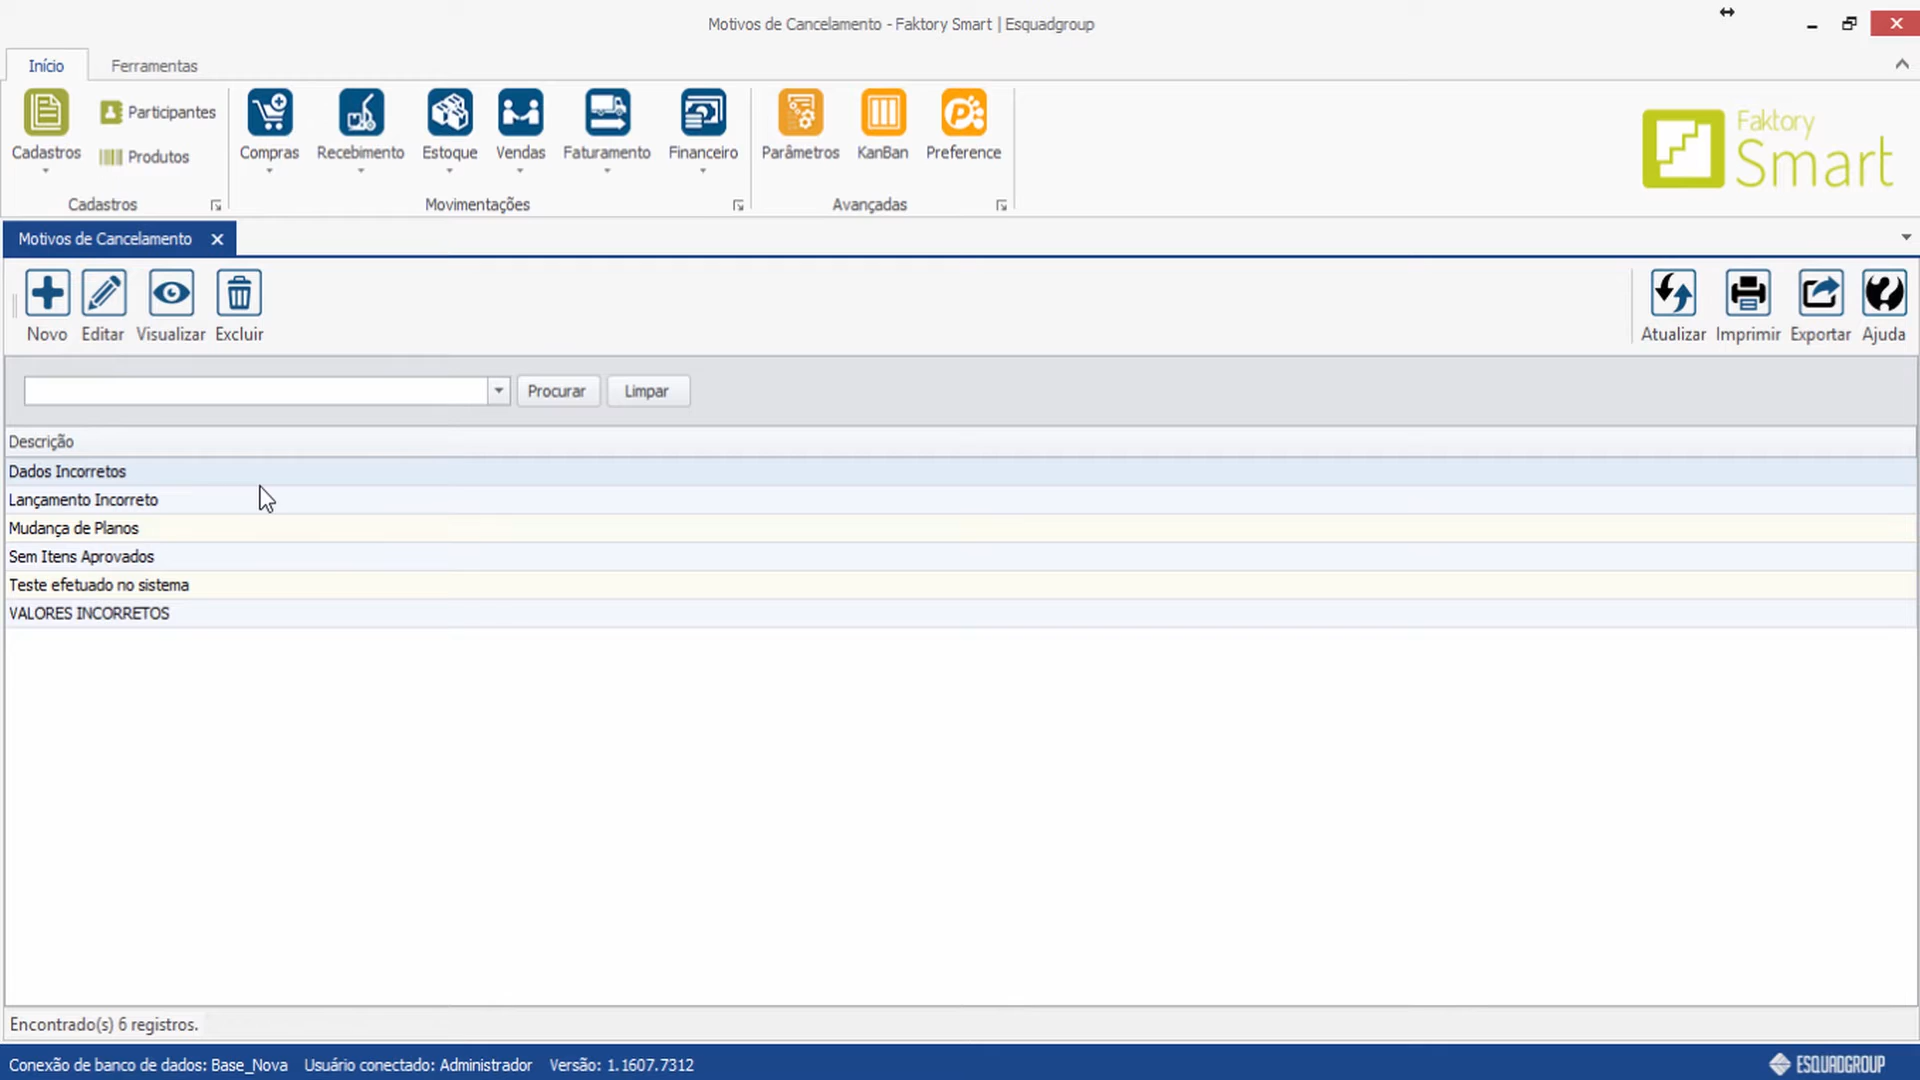 Motivos de Cancelamento - Faktory Smart | Esquadgroup
Início Ferramentas
Cadastros
Participantes
Produtos
Compras Recebimento Estoque Vendas Faturamento Financeiro Parâmetros KanBan Preference
Faktory
Smart
Cadastros Movimentações Avançadas
Motivos de Cancelamento
Novo Editar Visualizar Excluir Atualizar Imprimir Exportar Ajuda
Procurar Limpar
Descrição
Dados Incorretos
Lançamento Incorreto
Mudança de Planos
Sem Itens Aprovados
Teste efetuado no sistema
VALORES INCORRETOS
Encontrado(s) 6 registros.
Conexão de banco de dados: Base_Nova Usuário conectado: Administrador Versão: 1.1607.7312 ESQUADGROUP